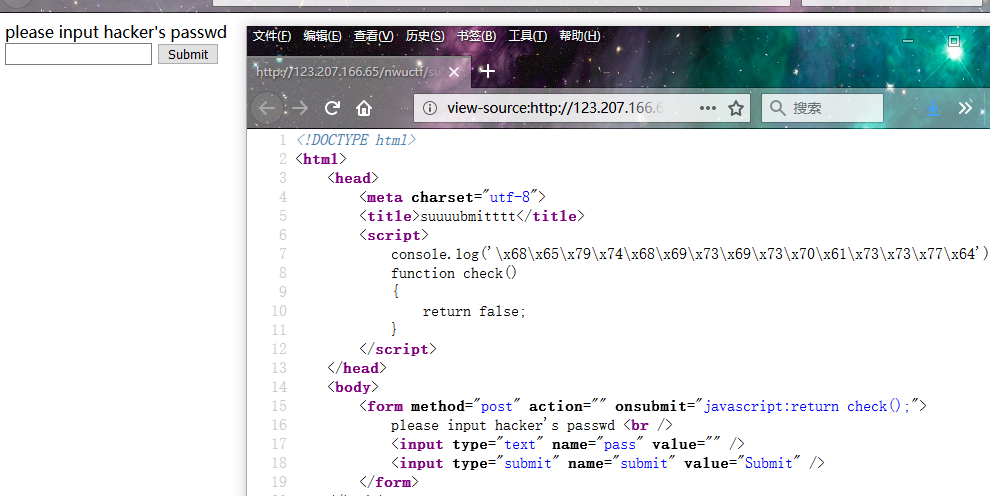 please input hacker's passwd
Submit
文件(F) 编辑(E) 查看(V) 历史(S) 书签(B) 工具(T) 帮助(H)
http://123.207.166.65/nwuctf/su
view-source:http://123.207.166.6
搜索
1 <!DOCTYPE html>
2 <html>
3 <head>
4 <meta charset="utf-8">
5 <title>suuuubmitttt</title>
6 <script>
7 console.log('\x68\x65\x79\x74\x68\x69\x73\x69\x73\x70\x61\x73\x73\x77\x64')
8 function check()
9 {
10 return false;
11 }
12 </script>
13 </head>
14 <body>
15 <form method="post" action="" onsubmit="javascript:return check();">
16 please input hacker's passwd <br />
17 <input type="text" name="pass" value="" />
18 <input type="submit" name="submit" value="Submit" />
19 </form>